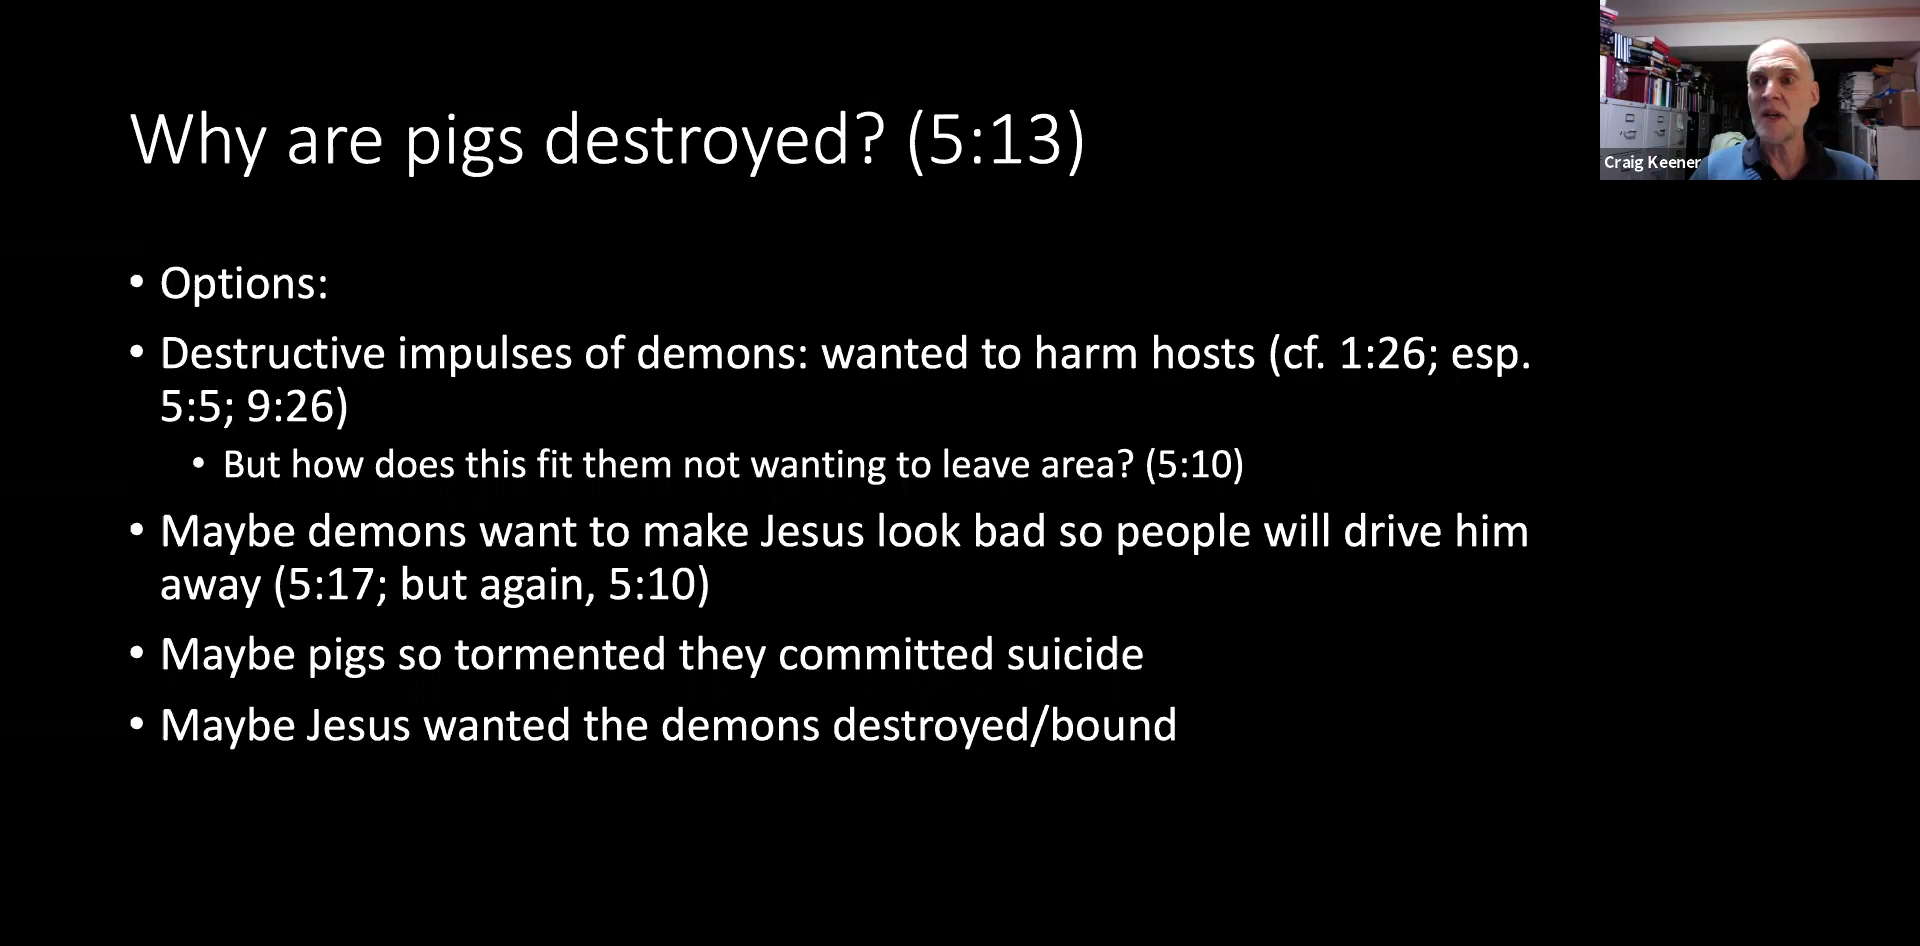 Why are pigs destroyed? (5:13)
• Options:
• Destructive impulses of demons: wanted to harm hosts (cf. 1:26; esp.
5:5; 9:26)
• But how does this fit them not wanting to leave area? (5:10)
• Maybe demons want to make Jesus look bad so people will drive him
away (5:17; but again, 5:10)
• Maybe pigs so tormented they committed suicide
• Maybe Jesus wanted the demons destroyed/bound
Craig Keener